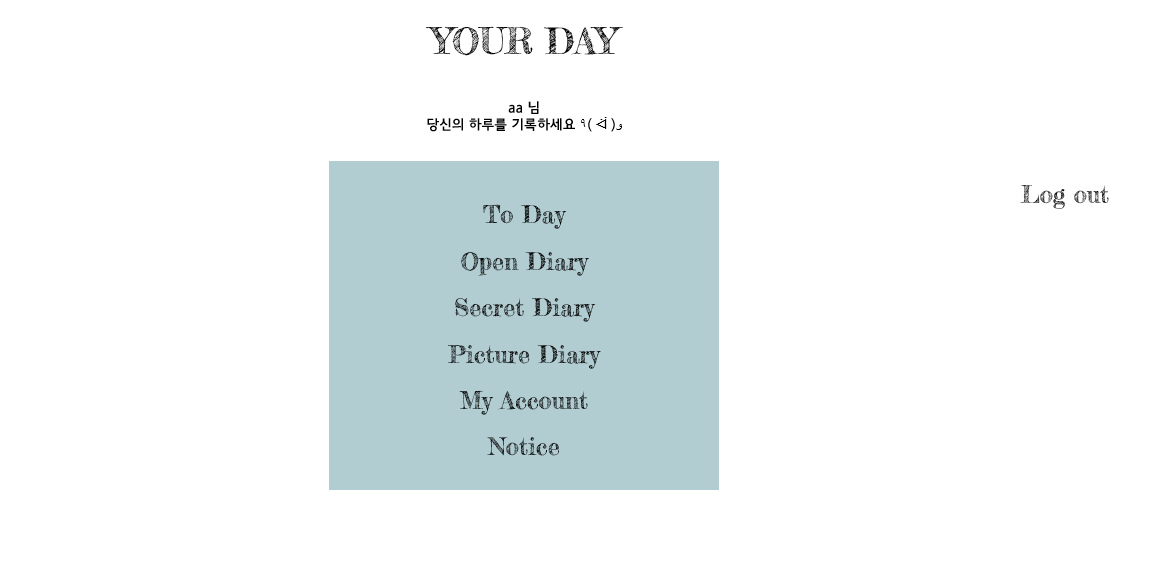 YOUR DAY
aa 님
당신의 하루를 기록하세요 ٩( ᐛ )و
Log out
To Day
Open Diary
Secret Diary
Picture Diary
My Account
Notice